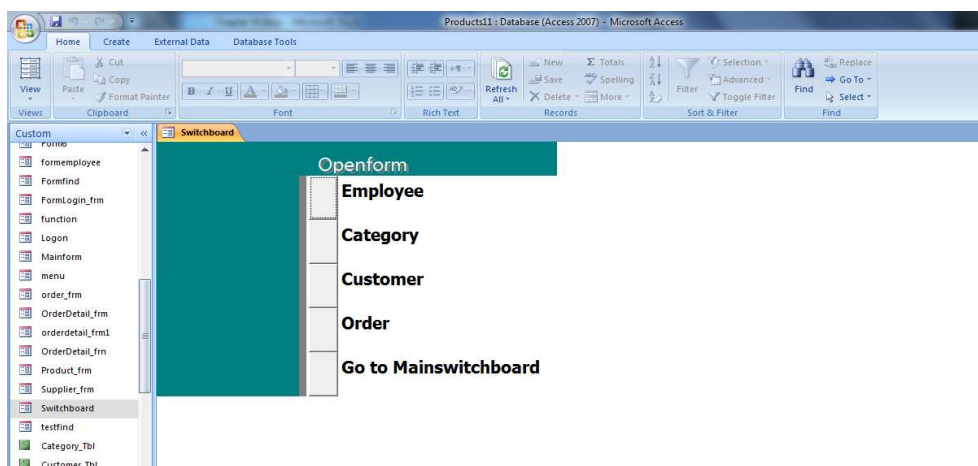 Products11 : Database (Access 2007) - Microsoft Access
Home Create External Data Database Tools
View
Views
Paste
Cut
Copy
Format Painter
Clipboard
B I U A
Font
Rich Text
Refresh All
New
Save
Delete
Totals
Spelling
More
Records
Filter
Selection
Advanced
Toggle Filter
Sort & Filter
Find
Replace
Go To
Select
Find
Custom
Switchboard
formemployee
Formfind
FormLogin_frm
function
Logon
Mainform
menu
order_frm
OrderDetail_frm
orderdetail_frm1
OrderDetail_frn
Product_frm
Supplier_frm
Switchboard
testfind
Category_Tbl
Customer_Tbl
Openform
Employee
Category
Customer
Order
Go to Mainswitchboard